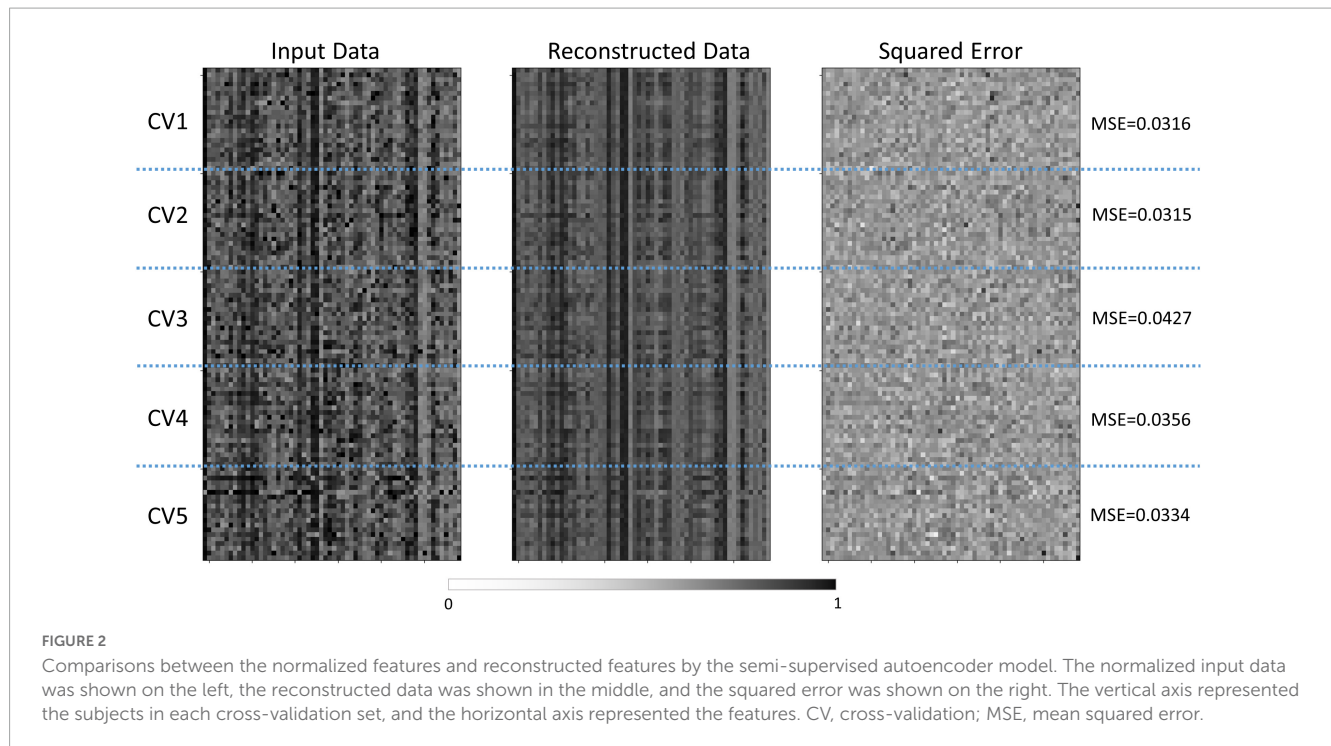 Input Data
Reconstructed Data
Squared Error
CV1
MSE=0.0316
CV2
MSE=0.0315
CV3
MSE=0.0427
CV4
MSE=0.0356
CV5
MSE=0.0334
0
1
FIGURE 2
Comparisons between the normalized features and reconstructed features by the semi-supervised autoencoder model. The normalized input data
was shown on the left, the reconstructed data was shown in the middle, and the squared error was shown on the right. The vertical axis represented
the subjects in each cross-validation set, and the horizontal axis represented the features. CV, cross-validation; MSE, mean squared error.